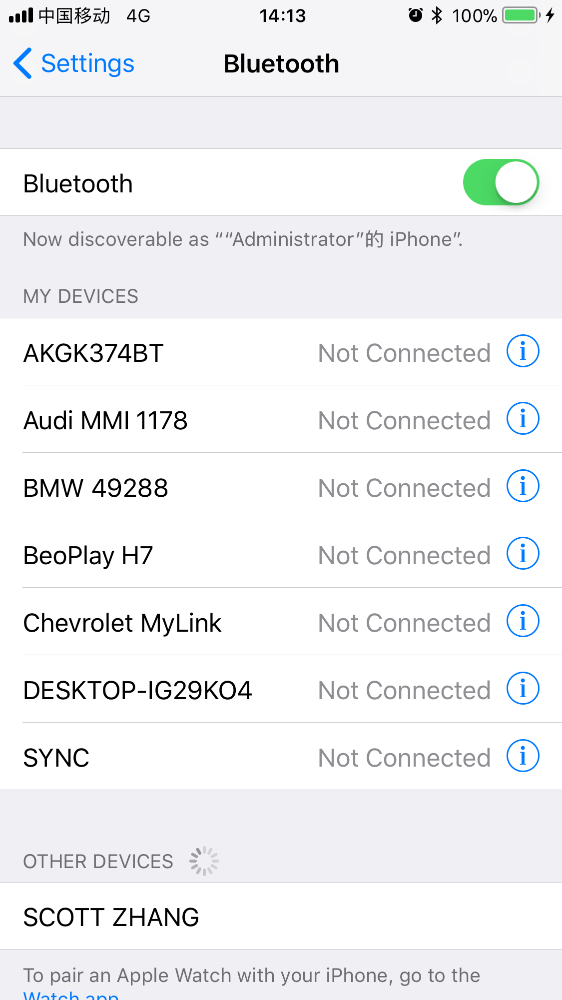 中国移动 4G 14:13 100%
Settings Bluetooth
Bluetooth
Now discoverable as ““Administrator”的 iPhone”.
MY DEVICES
AKGK374BT Not Connected
Audi MMI 1178 Not Connected
BMW 49288 Not Connected
BeoPlay H7 Not Connected
Chevrolet MyLink Not Connected
DESKTOP-IG29KO4 Not Connected
SYNC Not Connected
OTHER DEVICES
SCOTT ZHANG
To pair an Apple Watch with your iPhone, go to the
Watch app